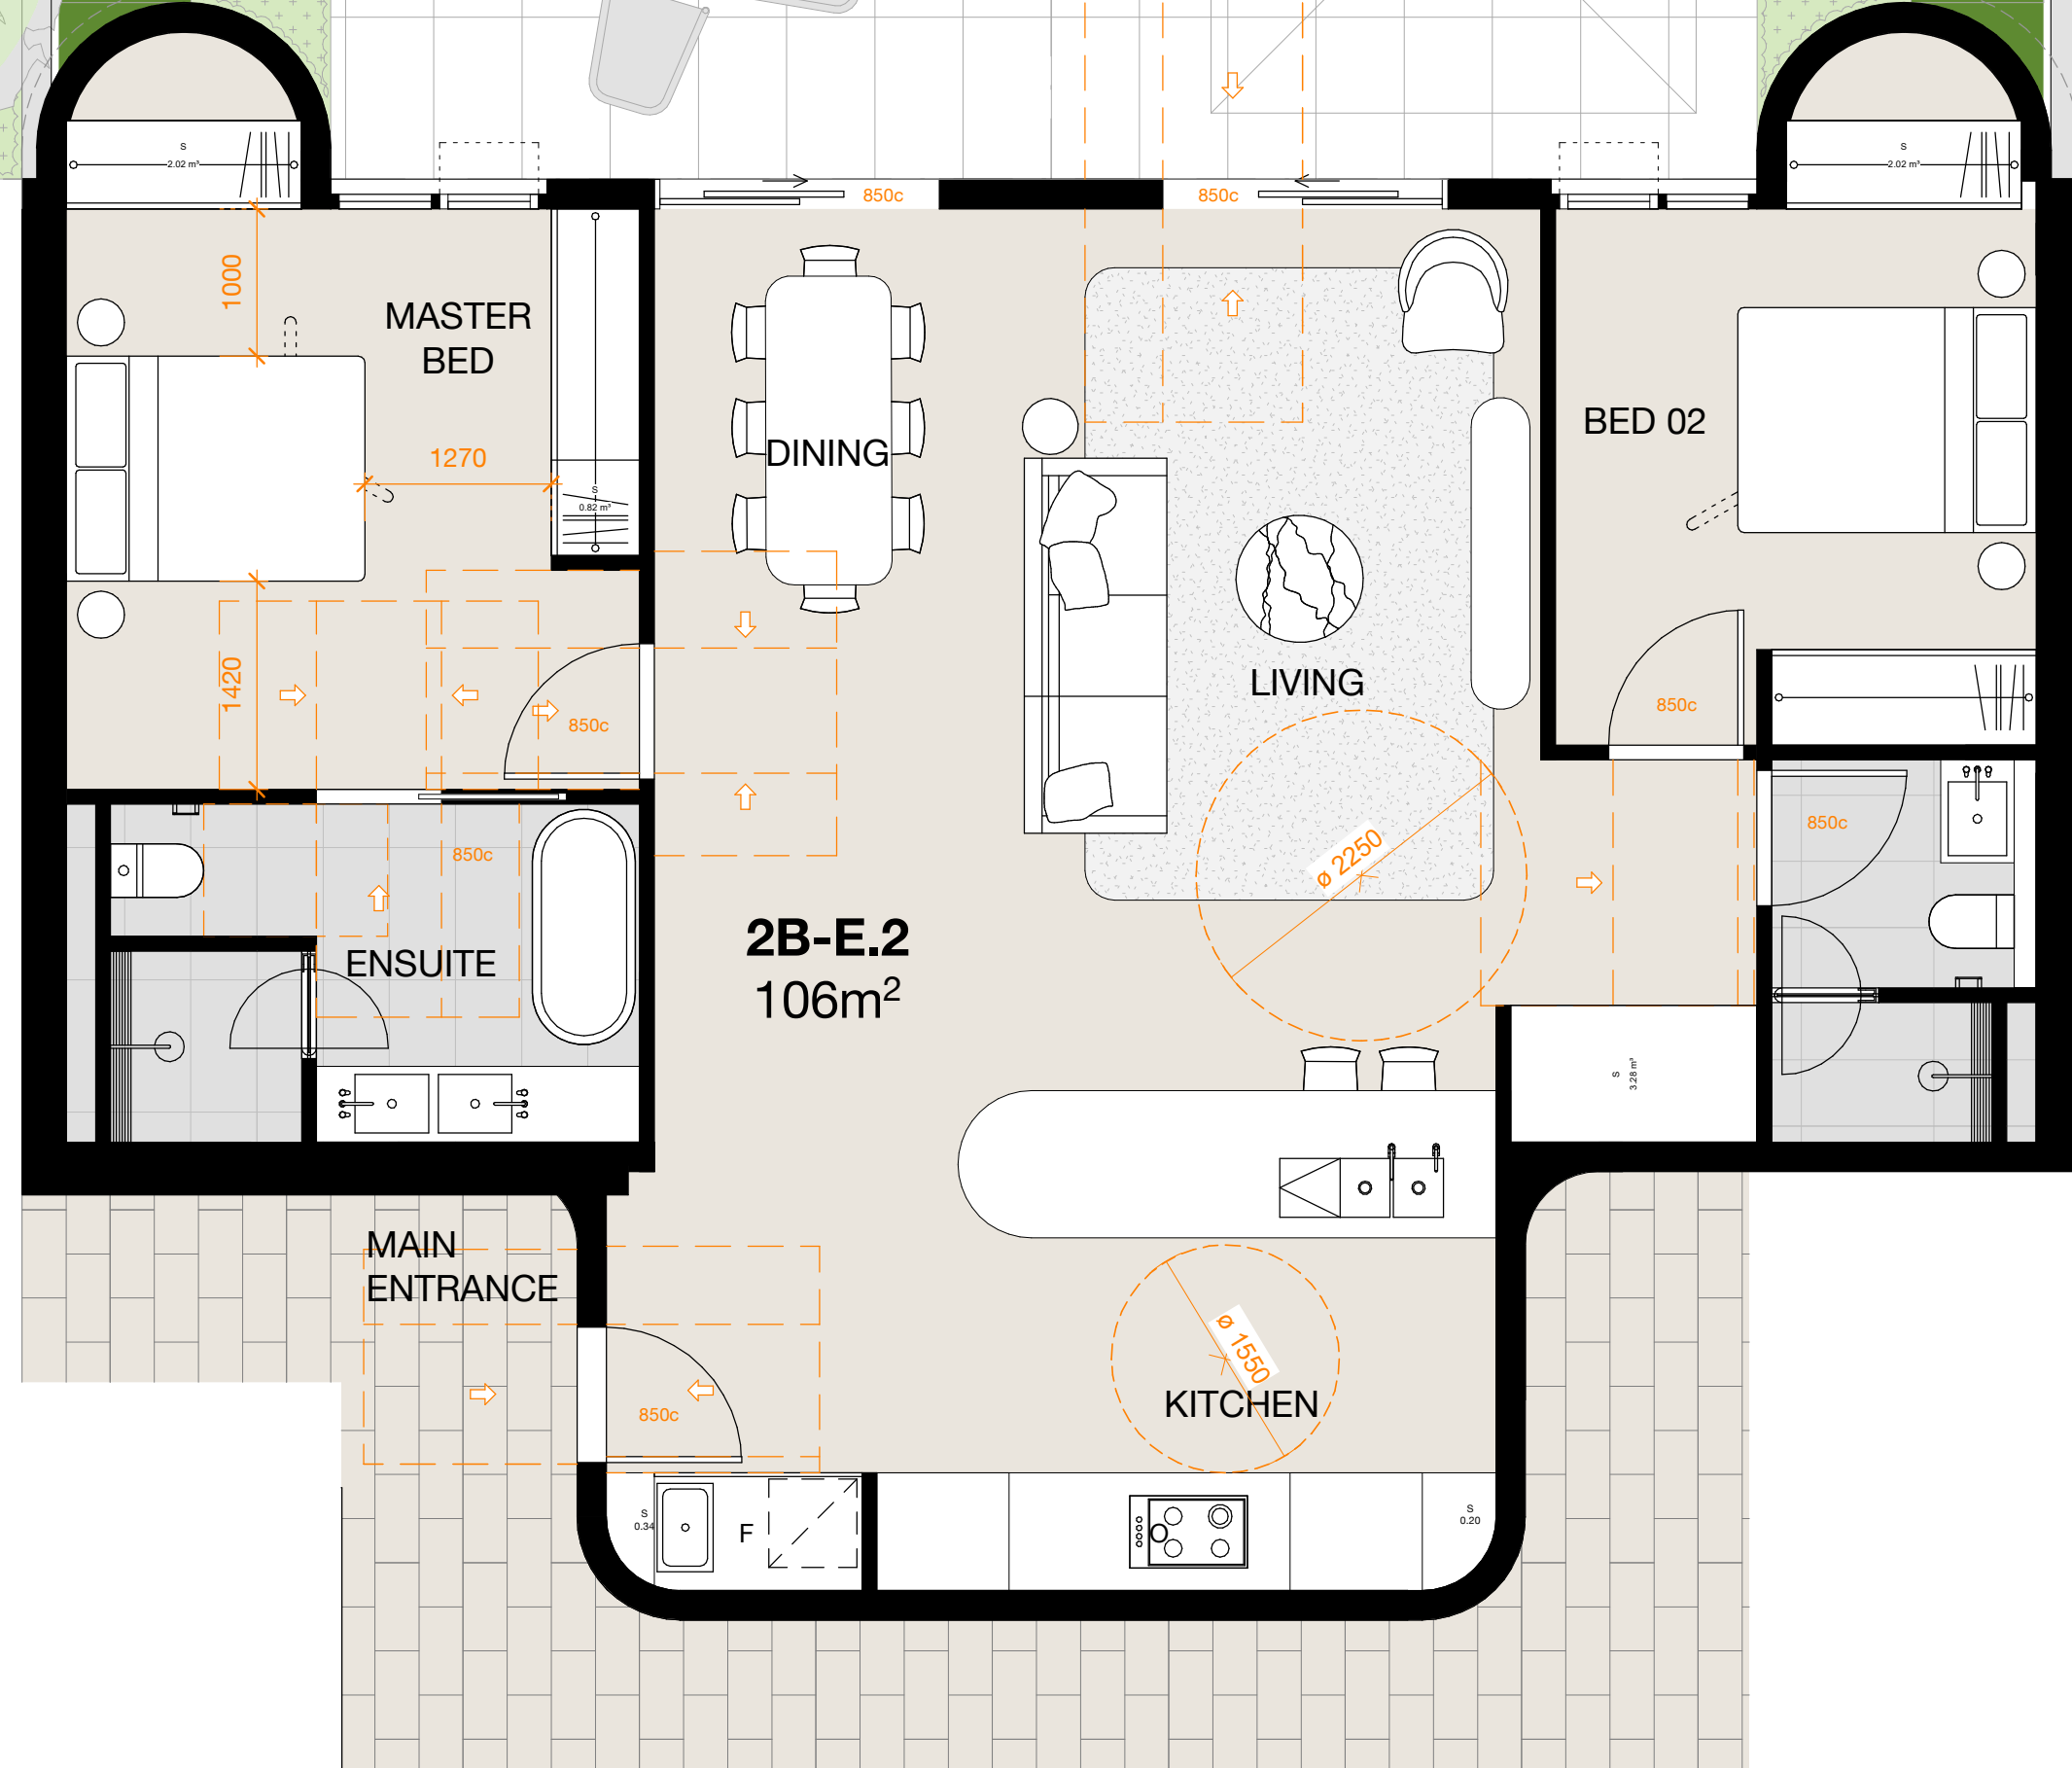 S
2.02 m³
S
2.02 m³
850c
850c
1000
MASTER
BED
1270
S
0.82 m³
DINING
BED 02
1420
850c
LIVING
850c
850c
850c
ø 2250
ENSUITE
2B-E.2
106m²
S
3.28 m³
MAIN
ENTRANCE
850c
ø 1550
KITCHEN
S
0.34
F
O
S
0.20